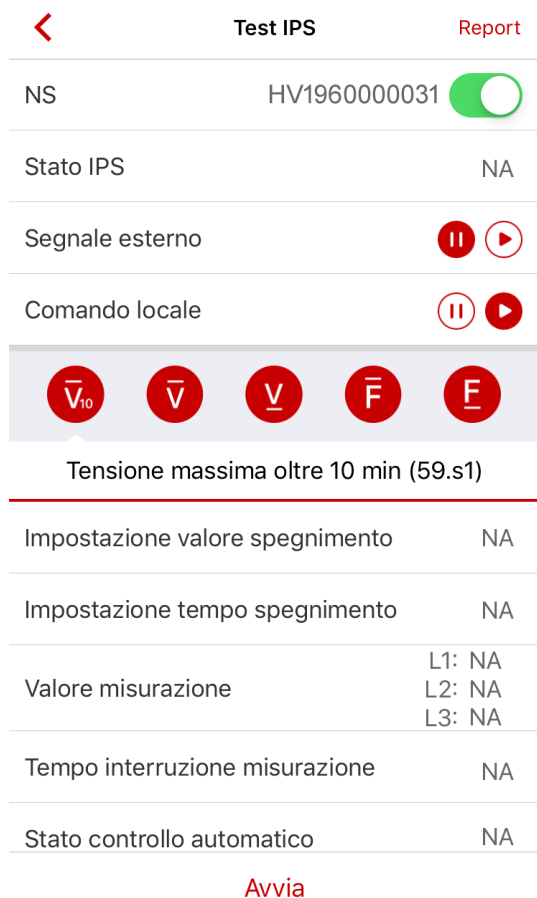 Test IPS
Report
NS
HV1960000031
Stato IPS
NA
Segnale esterno
Comando locale
V10
V
V
F
F
Tensione massima oltre 10 min (59.s1)
Impostazione valore spegnimento
NA
Impostazione tempo spegnimento
NA
Valore misurazione
L1: NA
L2: NA
L3: NA
Tempo interruzione misurazione
NA
Stato controllo automatico
NA
Avvia